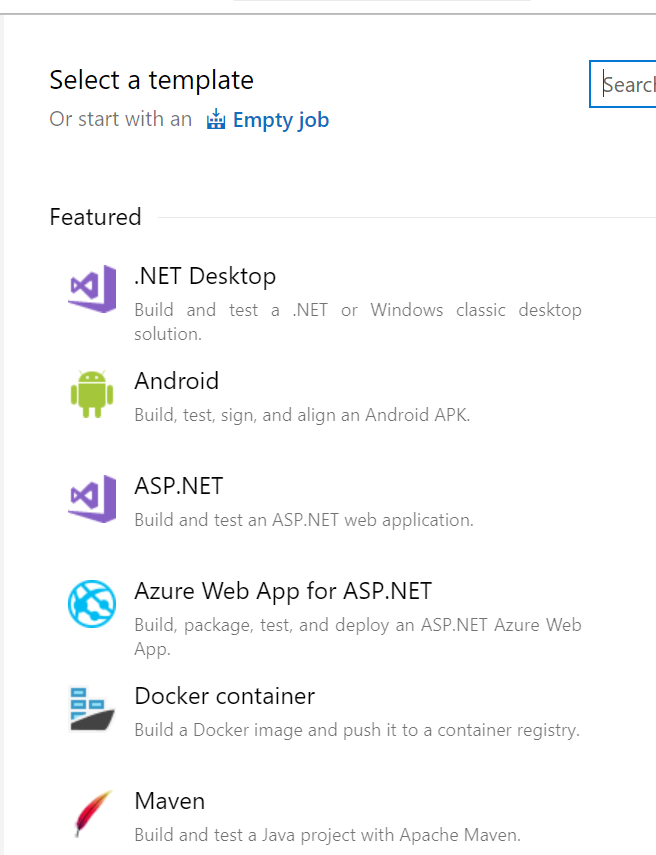 Select a template
Or start with an Empty job
Featured
.NET Desktop
Build and test a .NET or Windows classic desktop
solution.
Android
Build, test, sign, and align an Android APK.
ASP.NET
Build and test an ASP.NET web application.
Azure Web App for ASP.NET
Build, package, test, and deploy an ASP.NET Azure Web
App.
Docker container
Build a Docker image and push it to a container registry.
Maven
Build and test a Java project with Apache Maven.